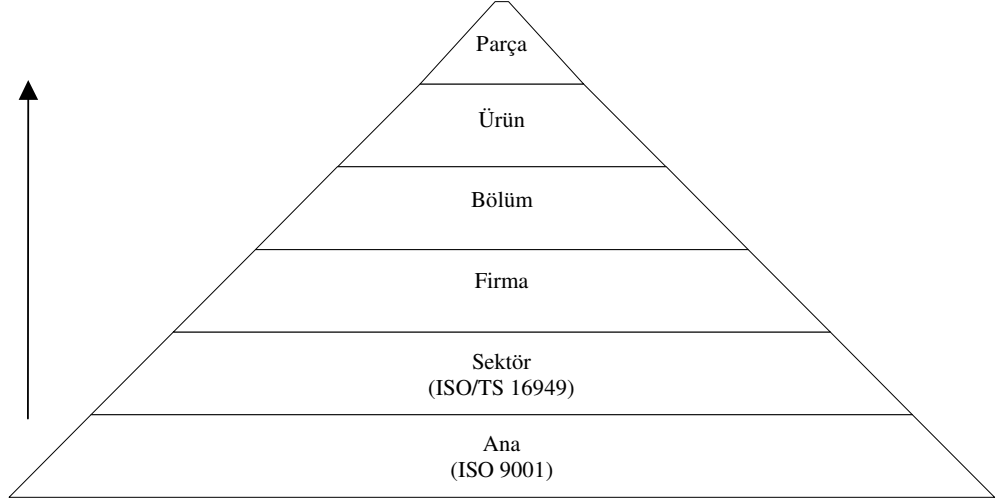 Parça
Ürün
Bölüm
Firma
Sektör
(ISO/TS 16949)
Ana
(ISO 9001)